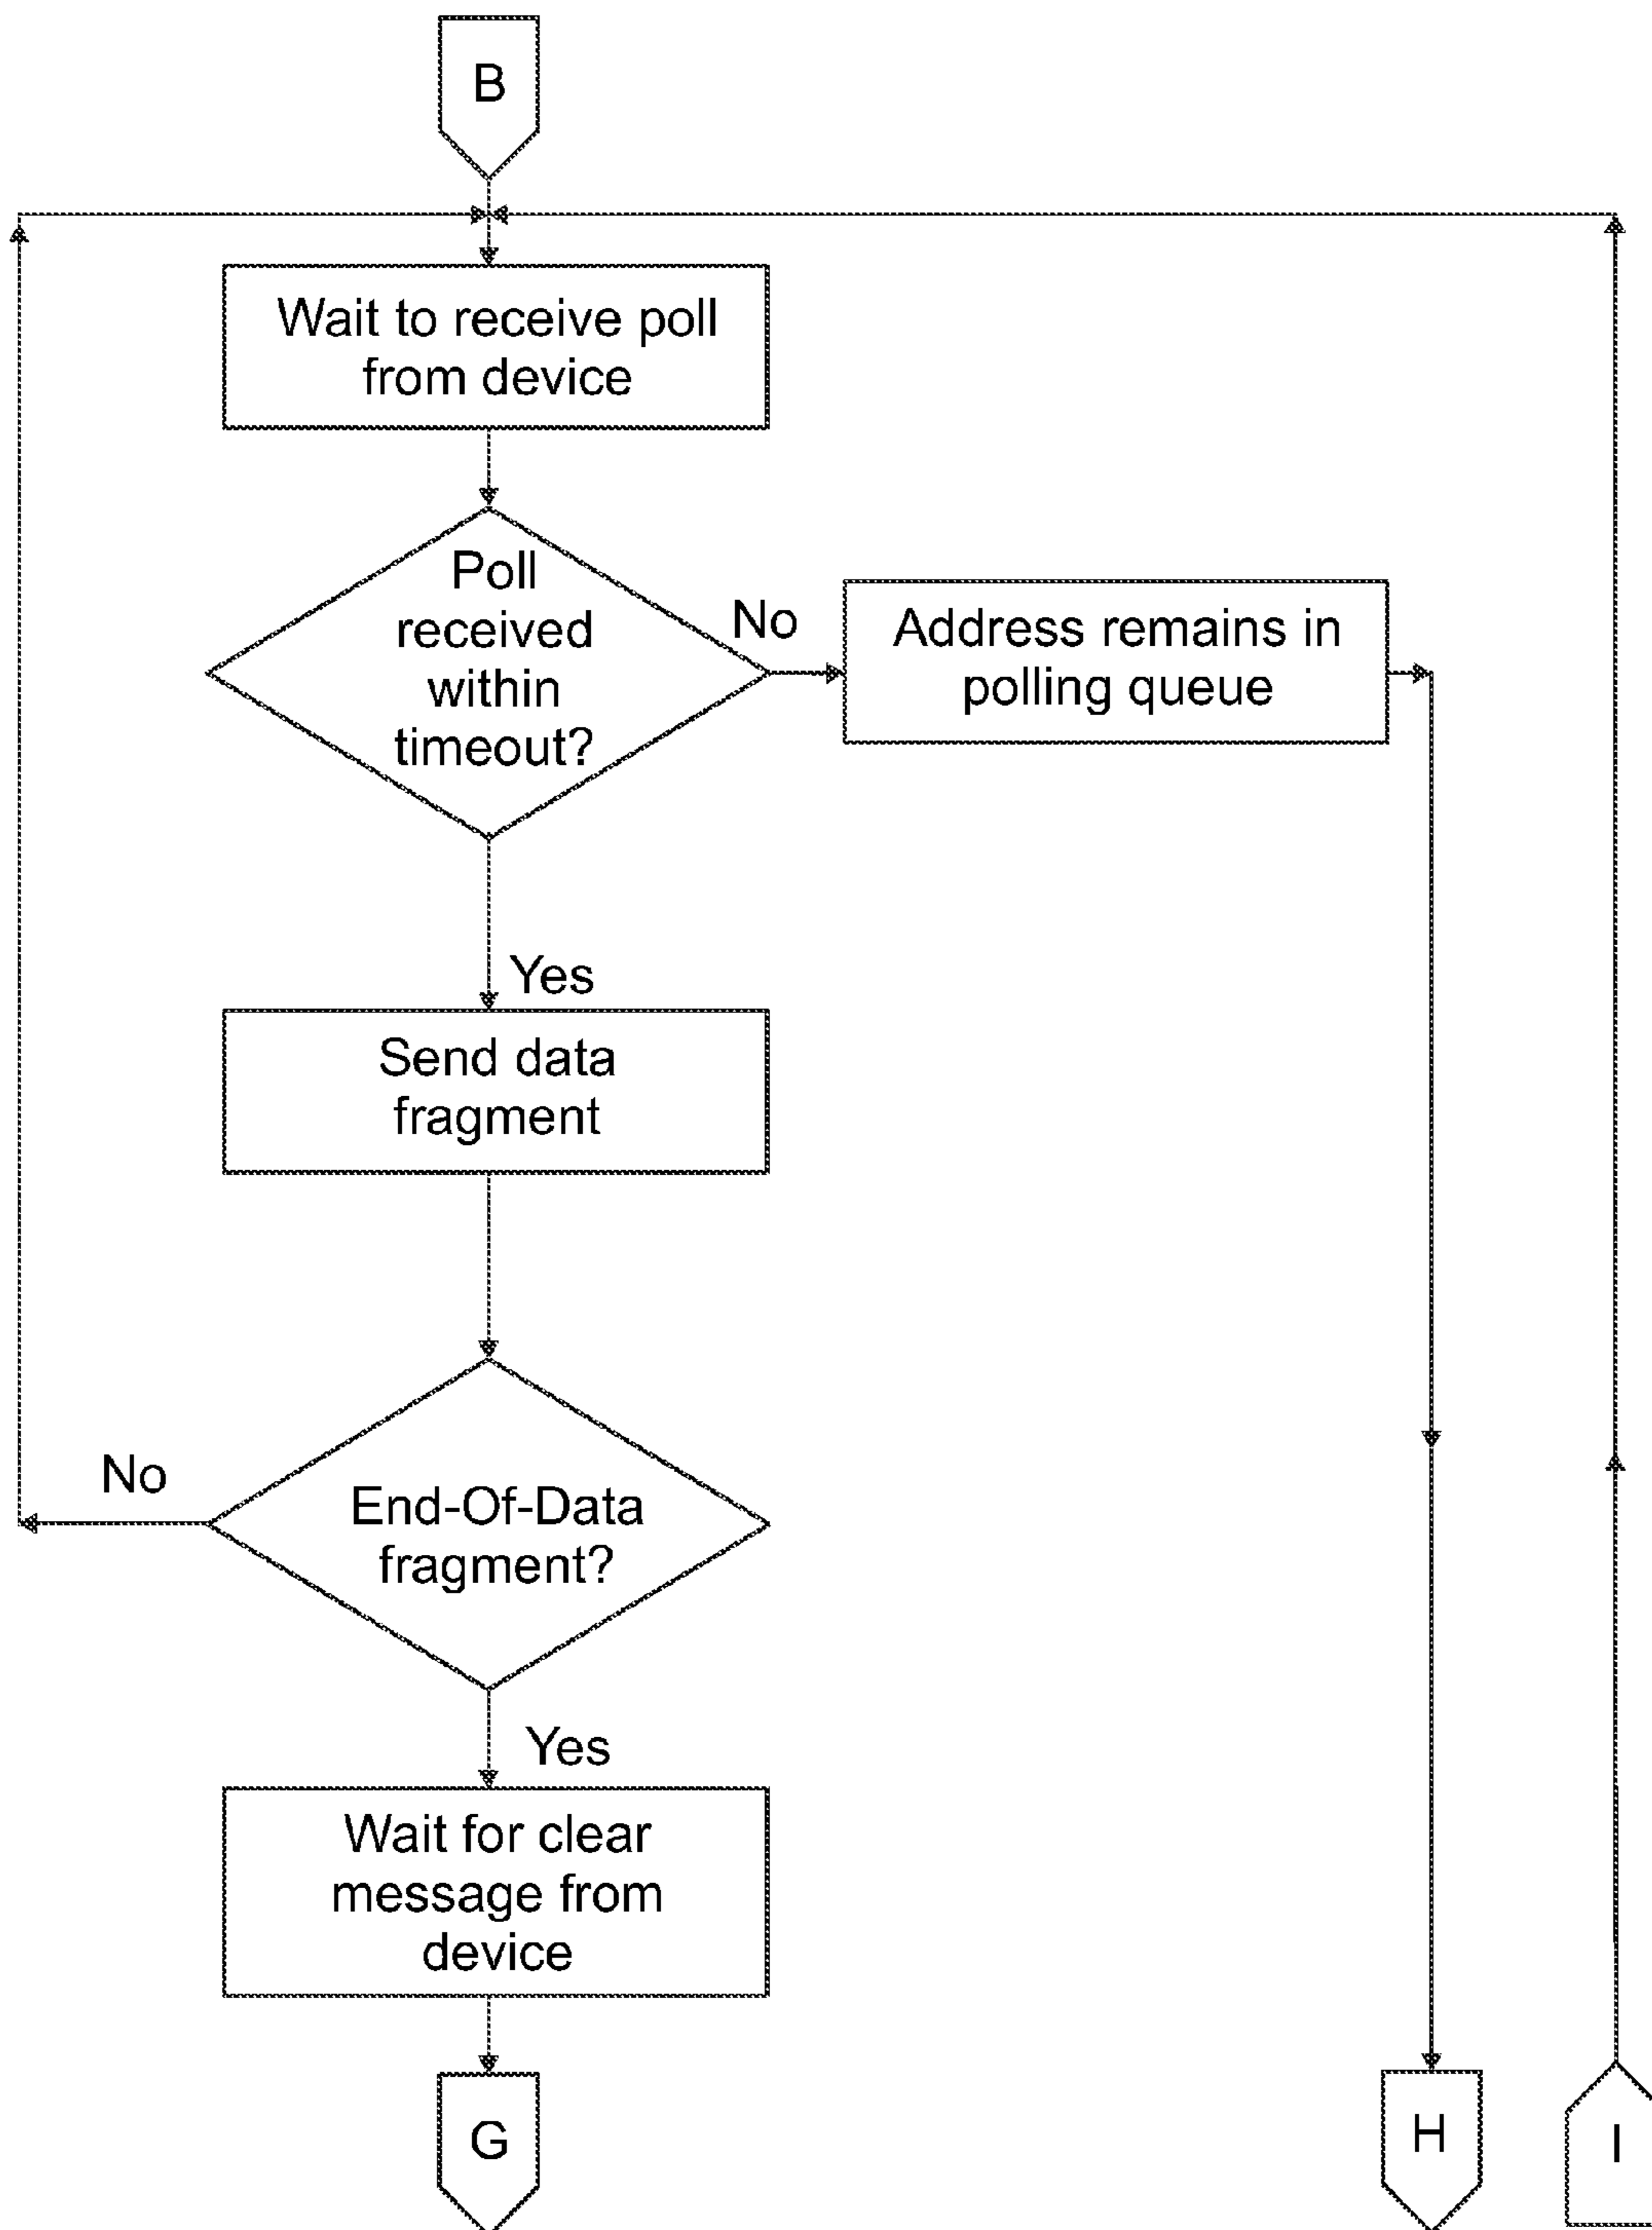 B
Wait to receive poll
from device
Poll
received
within
timeout?
No
Address remains in
polling queue
Yes
Send data
fragment
No
End-Of-Data
fragment?
Yes
Wait for clear
message from
device
G
H
I